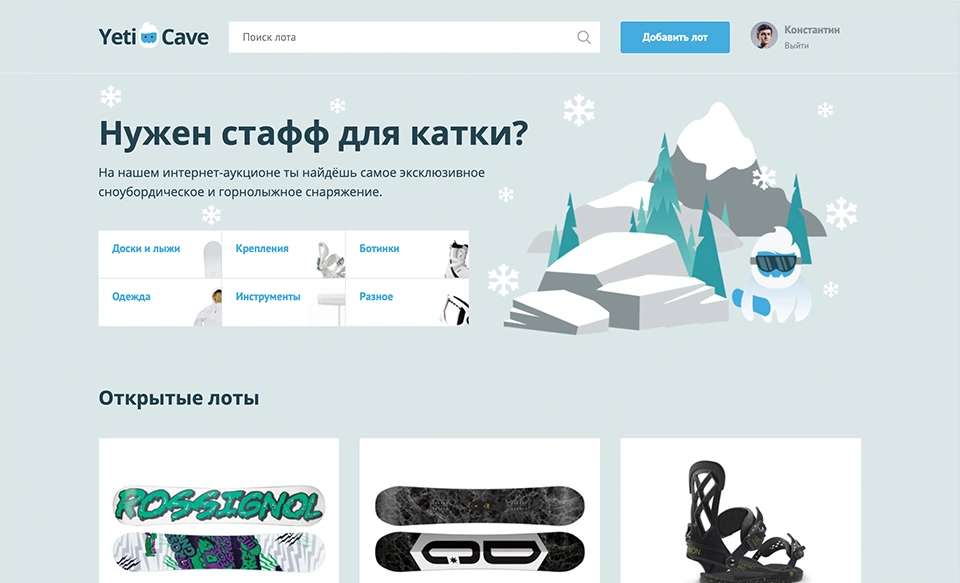 Yeti Cave
Поиск лота
Добавить лот
Константин
Выйти
Нужен стафф для катки?
На нашем интернет-аукционе ты найдёшь самое эксклюзивное
сноубордическое и горнолыжное снаряжение.
Доски и лыжи
Крепления
Ботинки
Одежда
Инструменты
Разное
Открытые лоты
ROSSIGNOL